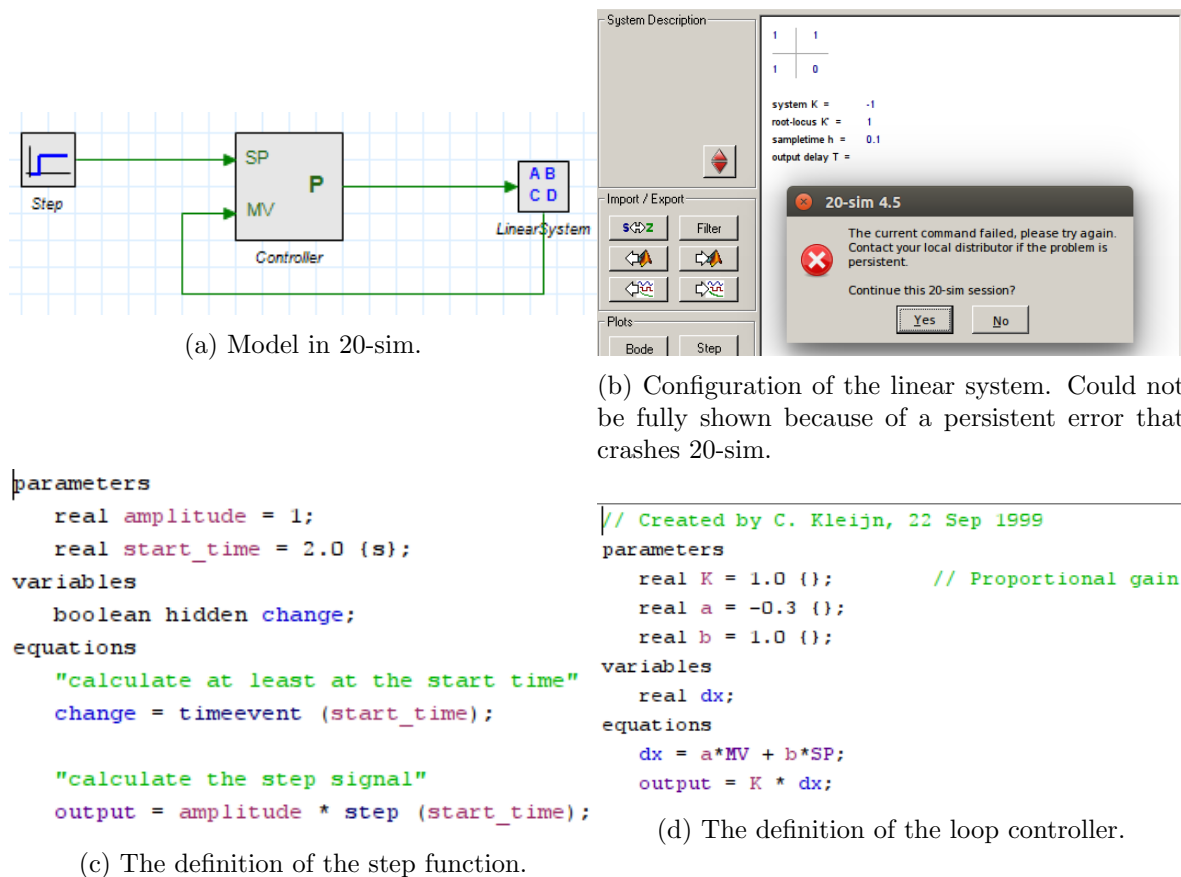 SP
P
MV
Step
Controller
A B
C D
LinearSystem
(a) Model in 20-sim.
System Description
1 1
1 0
system K = -1
root-locus K' = 1
sampletime h = 0.1
output delay T =
Import / Export
S Z
Filter
Plots
Bode
Step
20-sim 4.5
The current command failed, please try again.
Contact your local distributor if the problem is
persistent.
Continue this 20-sim session?
Yes
No
(b) Configuration of the linear system. Could not
be fully shown because of a persistent error that
crashes 20-sim.
parameters
real amplitude = 1;
real start_time = 2.0 {s};
variables
boolean hidden change;
equations
"calculate at least at the start time"
change = timeevent (start_time);
"calculate the step signal"
output = amplitude * step (start_time);
(c) The definition of the step function.
// Created by C. Kleijn, 22 Sep 1999
parameters
real K = 1.0 {}; // Proportional gain
real a = -0.3 {};
real b = 1.0 {};
variables
real dx;
equations
dx = a*MV + b*SP;
output = K * dx;
(d) The definition of the loop controller.